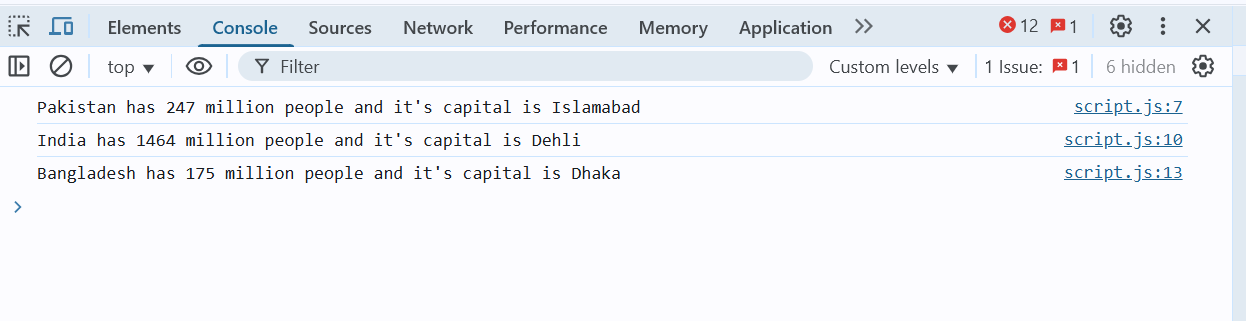 Elements Console Sources Network Performance Memory Application 12 1
top Filter Custom levels 1 Issue: 1 6 hidden
Pakistan has 247 million people and it's capital is Islamabad script.js:7
India has 1464 million people and it's capital is Dehli script.js:10
Bangladesh has 175 million people and it's capital is Dhaka script.js:13